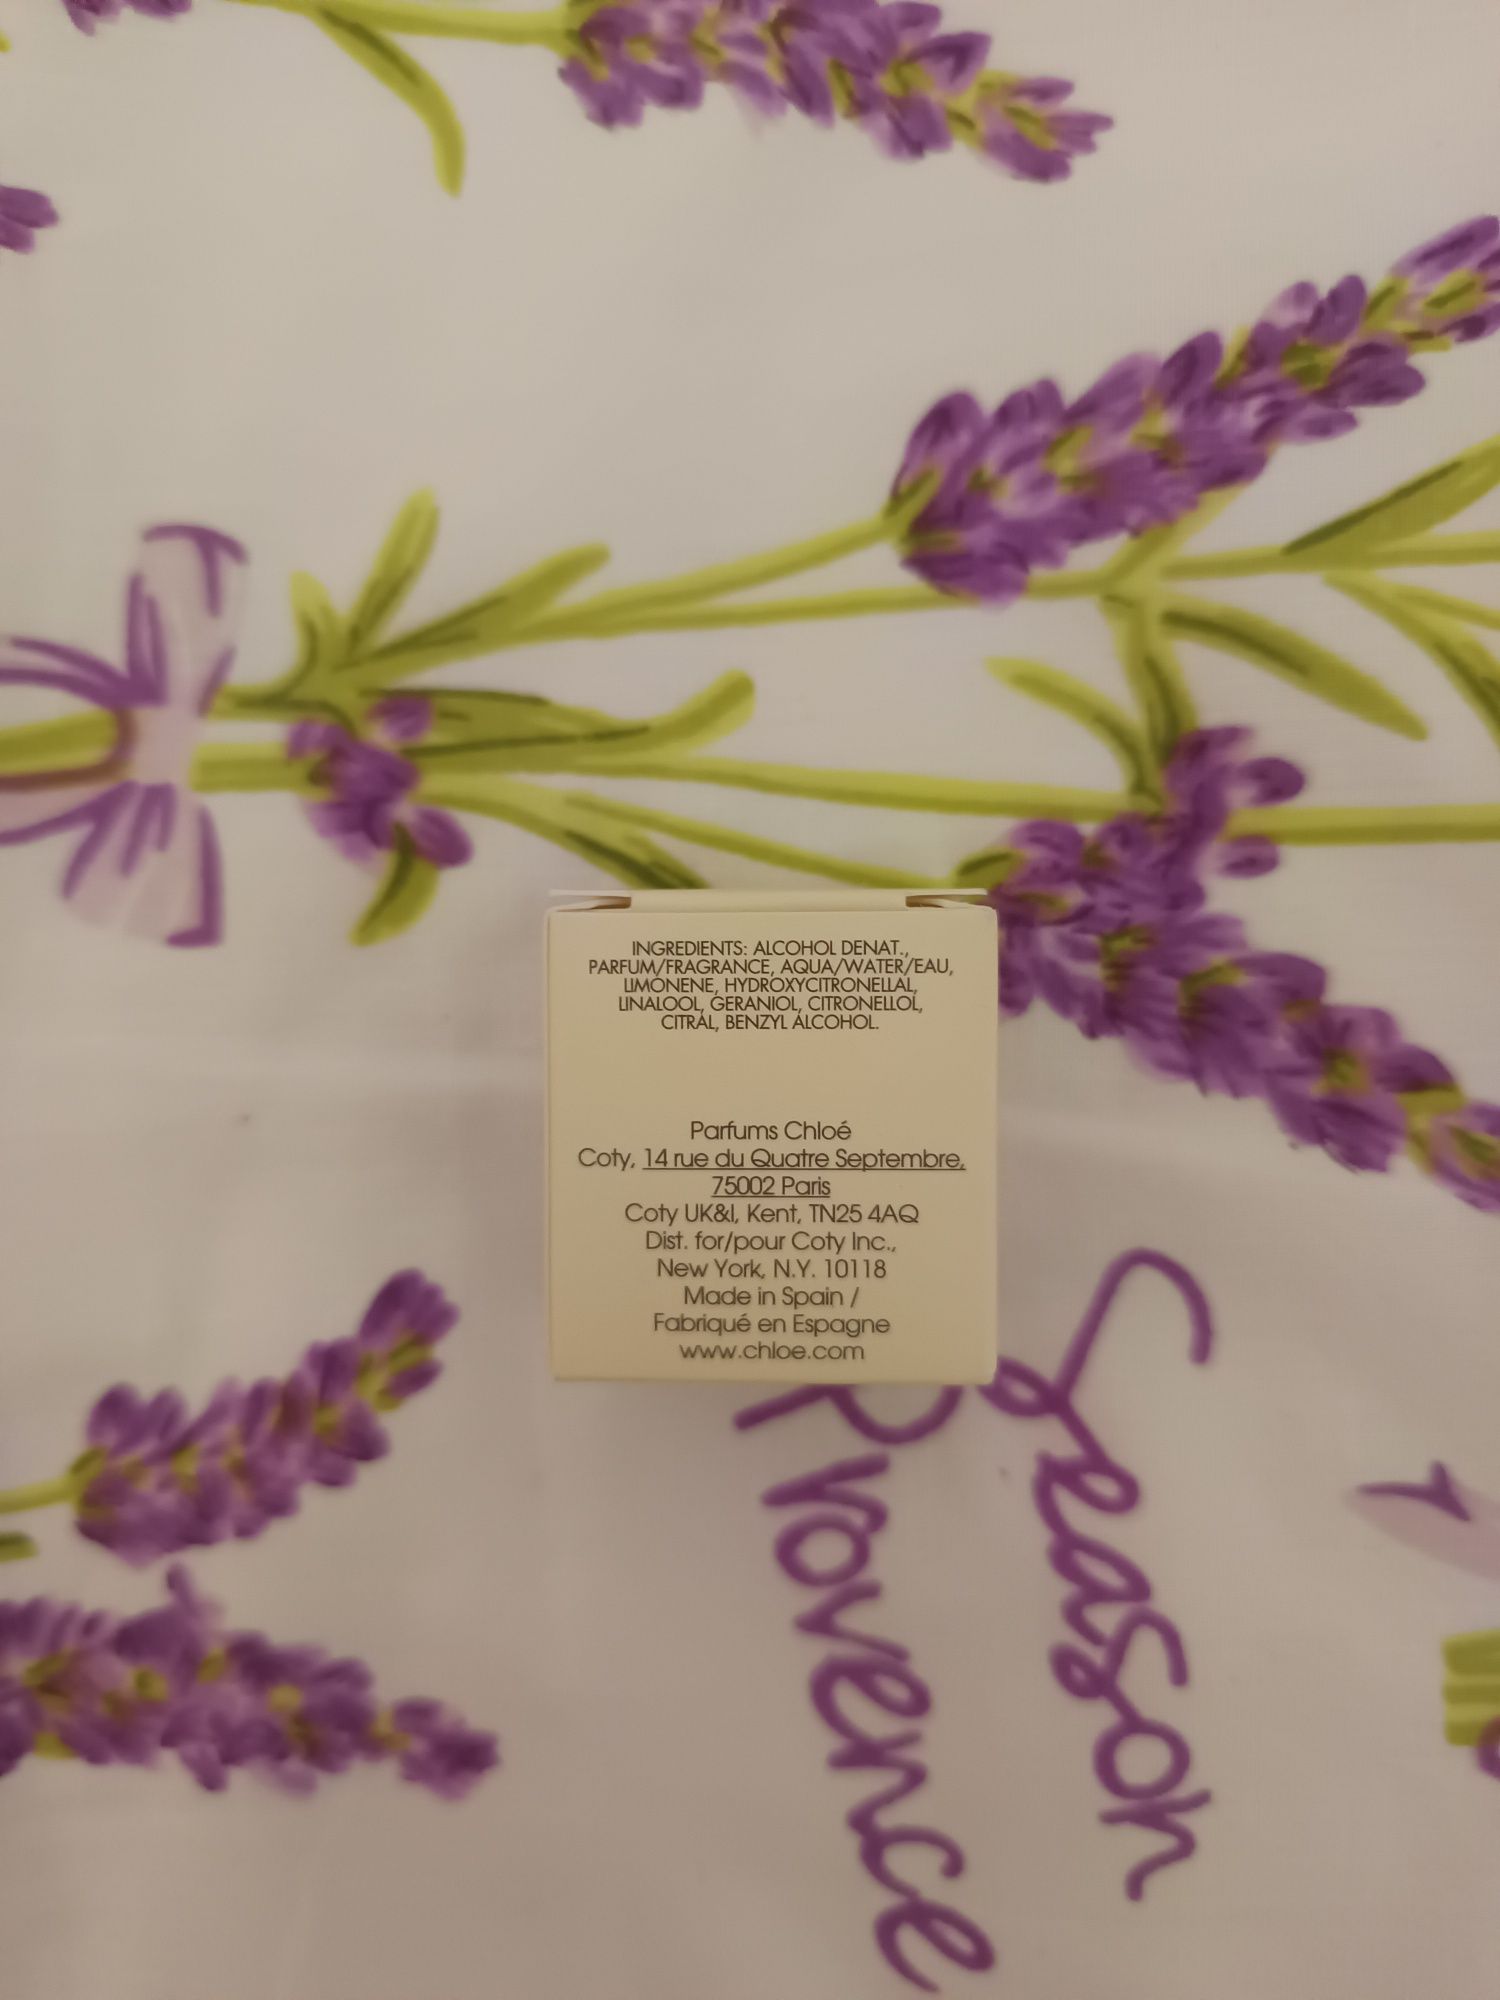 INGREDIENTS: ALCOHOL DENAT.,
PARFUM/FRAGRANCE, AQUA/WATER/EAU,
LIMONENE, HYDROXYCITRONELLAL,
LINALOOL, GERANIOL, CITRONELLOL,
CITRAL, BENZYL ALCOHOL.
Parfums Chloé
Coty, 14 rue du Quatre Septembre,
75002 Paris
Coty UK&I, Kent, TN25 4AQ
Dist. for/pour Coty Inc.,
New York, N.Y. 10118
Made in Spain /
Fabriqué en Espagne
www.chloe.com
Season
Provence